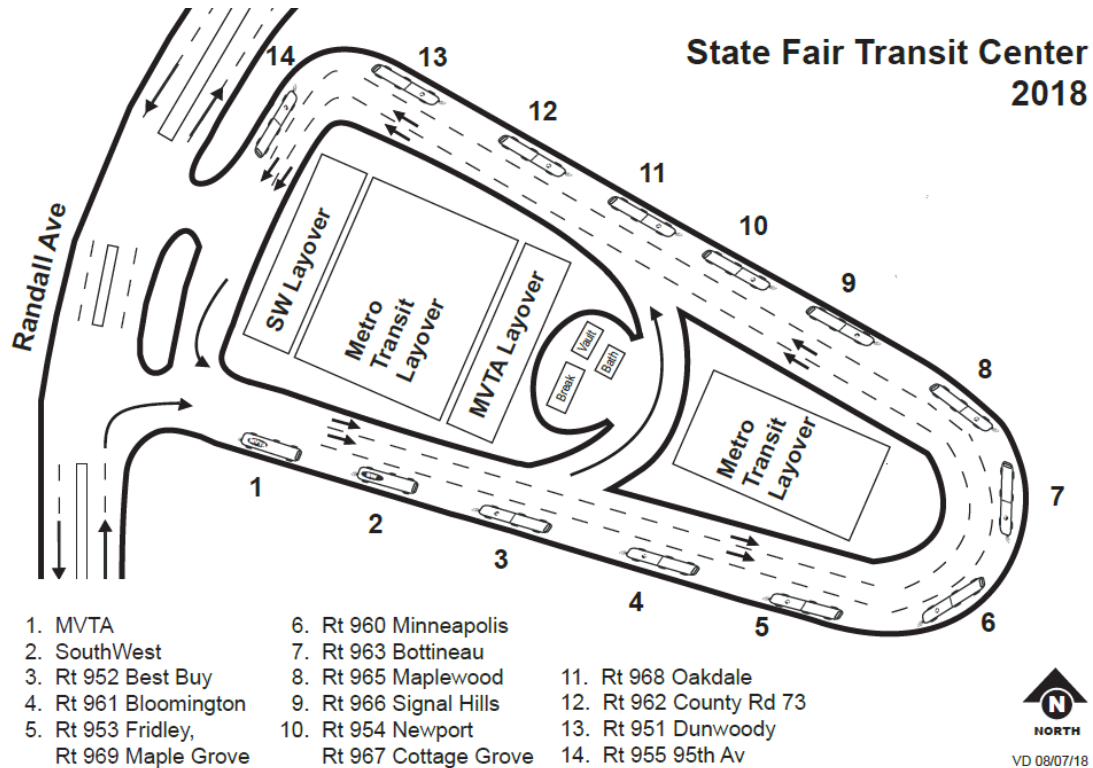 State Fair Transit Center
2018
14
13
12
11
10
9
8
7
6
5
4
3
2
1
Randall Ave
SW Layover
Metro
Transit
Layover
MVTA Layover
Vault
Bath
Break
Metro
Transit
Layover
1. MVTA
2. SouthWest
3. Rt 952 Best Buy
4. Rt 961 Bloomington
5. Rt 953 Fridley,
Rt 969 Maple Grove
6. Rt 960 Minneapolis
7. Rt 963 Bottineau
8. Rt 965 Maplewood
9. Rt 966 Signal Hills
10. Rt 954 Newport
Rt 967 Cottage Grove
11. Rt 968 Oakdale
12. Rt 962 County Rd 73
13. Rt 951 Dunwoody
14. Rt 955 95th Av
N
NORTH
VD 08/07/18